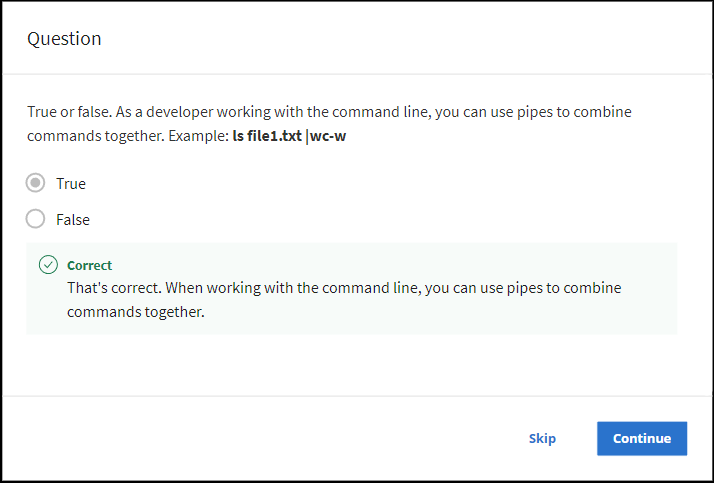 Question
True or false. As a developer working with the command line, you can use pipes to combine
commands together. Example: ls file1.txt |wc-w
True
False
Correct
That's correct. When working with the command line, you can use pipes to combine
commands together.
Skip
Continue